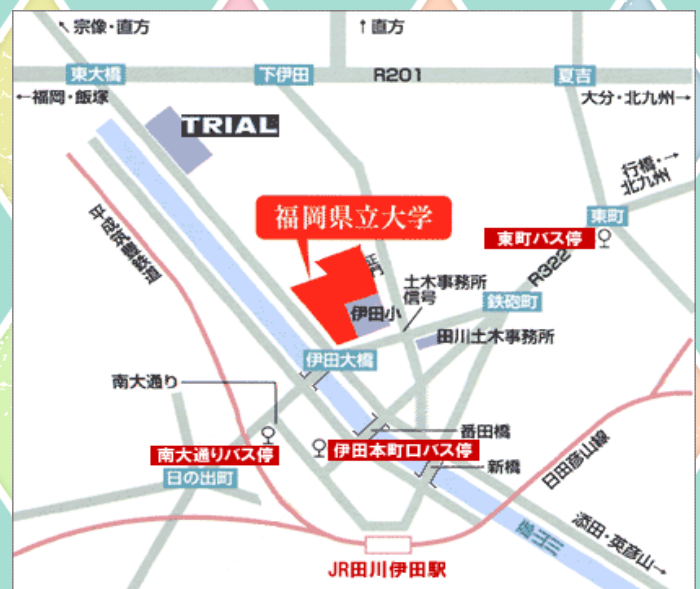 ↖宗像・直方
↑直方
東大橋
下伊田
R201
夏吉
←福岡・飯塚
大分・北九州→
TRIAL
行橋・→
北九州
東町
福岡県立大学
東町バス停
平成筑豊鉄道
正門
R322
土木事務所
信号
鉄砲町
伊田小
田川土木事務所
伊田大橋
南大通り
番田橋
南大通りバス停
伊田本町口バス停
日の出町
新橋
日田彦山線
添田・英彦山→
JR田川伊田駅